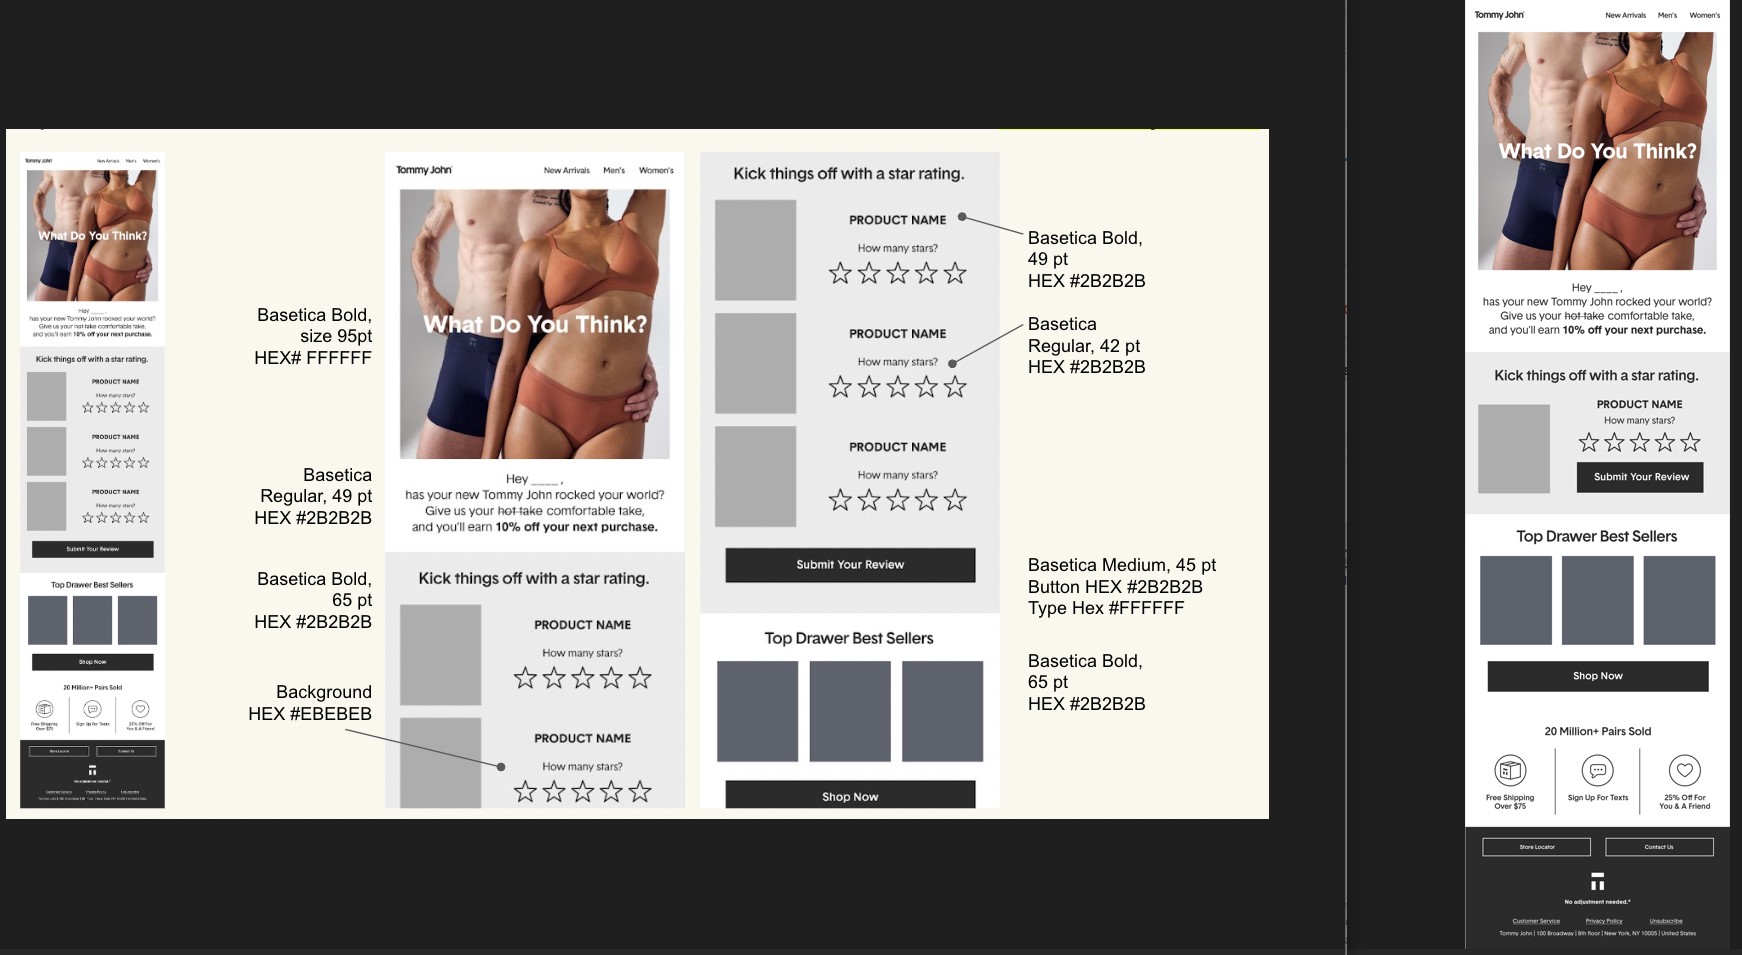 Tommy John
New Arrivals Men's Women's
What Do You Think?
Hey ____ ,
has your new Tommy John rocked your world?
Give us your hot take comfortable take,
and you'll earn 10% off your next purchase.
Kick things off with a star rating.
PRODUCT NAME
How many stars?
PRODUCT NAME
How many stars?
PRODUCT NAME
How many stars?
Submit Your Review
Top Drawer Best Sellers
Shop Now
20 Million+ Pairs Sold
Free Shipping
Over $75
Sign Up For Texts
25% Off For
You & A Friend
Store Locator
Contact Us
No adjustment needed.®
Customer Service Privacy Policy Unsubscribe
Basetica Bold,
size 95pt
HEX# FFFFFF
Basetica
Regular, 49 pt
HEX #2B2B2B
Basetica Bold,
65 pt
HEX #2B2B2B
Background
HEX #EBEBEB
Tommy John
New Arrivals Men's Women's
What Do You Think?
Hey _____ ,
has your new Tommy John rocked your world?
Give us your hot take comfortable take,
and you'll earn 10% off your next purchase.
Kick things off with a star rating.
PRODUCT NAME
How many stars?
PRODUCT NAME
How many stars?
Kick things off with a star rating.
PRODUCT NAME
How many stars?
PRODUCT NAME
How many stars?
PRODUCT NAME
How many stars?
Submit Your Review
Top Drawer Best Sellers
Shop Now
Basetica Bold,
49 pt
HEX #2B2B2B
Basetica
Regular, 42 pt
HEX #2B2B2B
Basetica Medium, 45 pt
Button HEX #2B2B2B
Type Hex #FFFFFF
Basetica Bold,
65 pt
HEX #2B2B2B
Tommy John
New Arrivals Men's Women's
What Do You Think?
Hey ____ ,
has your new Tommy John rocked your world?
Give us your hot take comfortable take,
and you'll earn 10% off your next purchase.
Kick things off with a star rating.
PRODUCT NAME
How many stars?
Submit Your Review
Top Drawer Best Sellers
Shop Now
20 Million+ Pairs Sold
Free Shipping
Over $75
Sign Up For Texts
25% Off For
You & A Friend
Store Locator
Contact Us
No adjustment needed.®
Customer Service Privacy Policy Unsubscribe
Tommy John | 100 Broadway | 8th floor | New York, NY 10005 | United States